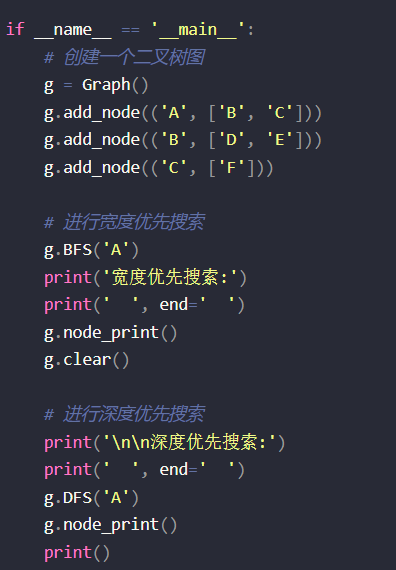 if __name__ == '__main__':
    # 创建一个二叉树图
    g = Graph()
    g.add_node(('A', ['B', 'C']))
    g.add_node(('B', ['D', 'E']))
    g.add_node(('C', ['F']))

    # 进行宽度优先搜索
    g.BFS('A')
    print('宽度优先搜索:')
    print('  ', end='  ')
    g.node_print()
    g.clear()

    # 进行深度优先搜索
    print('\n\n深度优先搜索:')
    print('  ', end='  ')
    g.DFS('A')
    g.node_print()
    print()